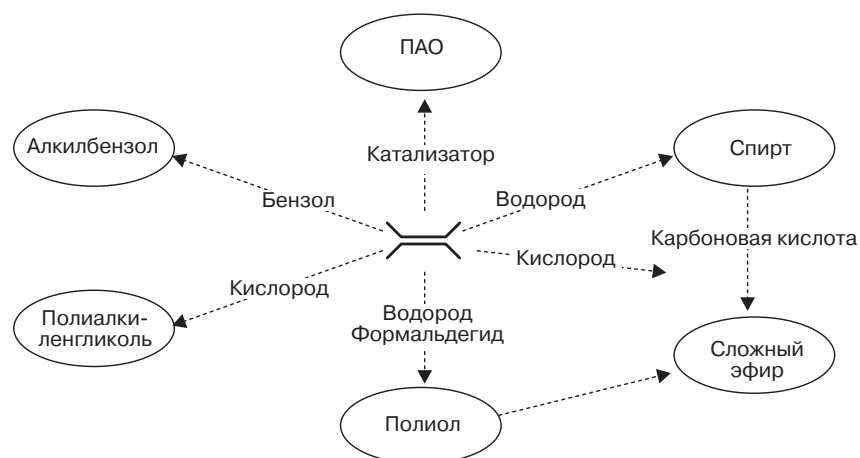 ПАО
Алкилбензол
Спирт
Катализатор
Бензол
Водород
Карбоновая кислота
Кислород
Кислород
Водород
Формальдегид
Полиалки-
ленгликоль
Сложный
эфир
Полиол